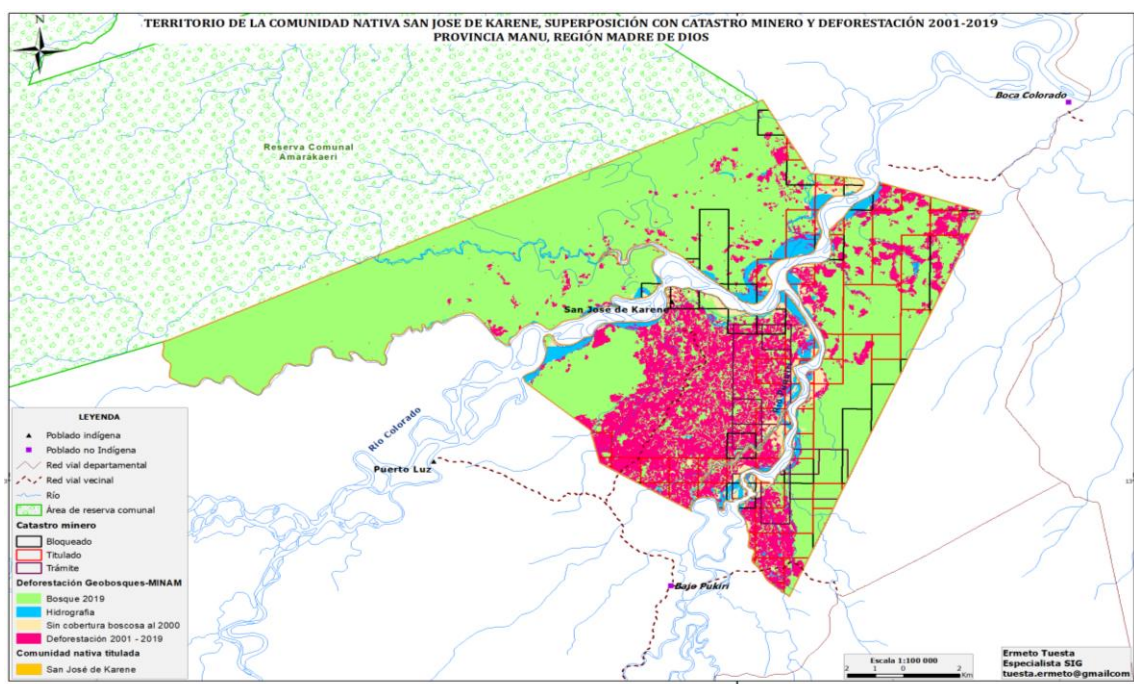 TERRITORIO DE LA COMUNIDAD NATIVA SAN JOSE DE KARENE, SUPERPOSICIÓN CON CATASTRO MINERO Y DEFORESTACIÓN 2001-2019
PROVINCIA MANU, REGIÓN MADRE DE DIOS
Boca Colorado
Reserva Comunal
Amarakaeri
San José de Karene
Río Colorado
Puerto Luz
Bajo Pukiri
LEYENDA
Poblado indígena
Poblado no Indígena
Red vial departamental
Red vial vecinal
Río
Área de reserva comunal
Catastro minero
Bloqueado
Titulado
Trámite
Deforestación Geobosques-MINAM
Bosque 2019
Hidrografia
Sin cobertura boscosa al 2000
Deforestación 2001 - 2019
Comunidad nativa titulada
San José de Karene
Escala 1:100 000
2 1 0 2
Km
Ermeto Tuesta
Especialista SIG
tuesta.ermeto@gmailcom